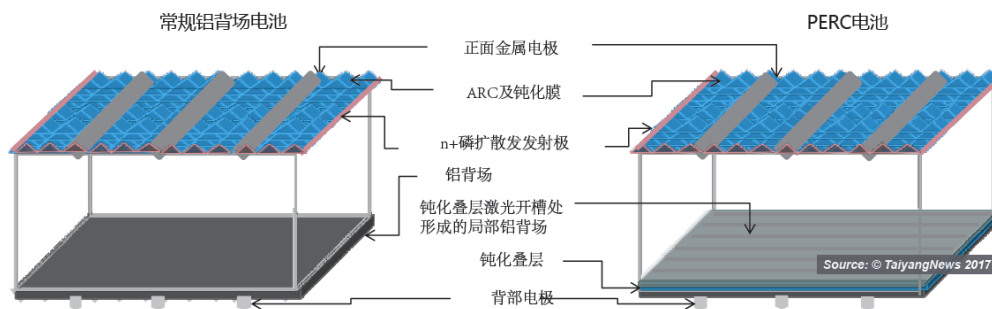 常规铝背场电池
PERC电池
正面金属电极
ARC及钝化膜
n+磷扩散发发射极
铝背场
钝化叠层激光开槽处
形成的局部铝背场
钝化叠层
Source: © TaiyangNews 2017
背部电极